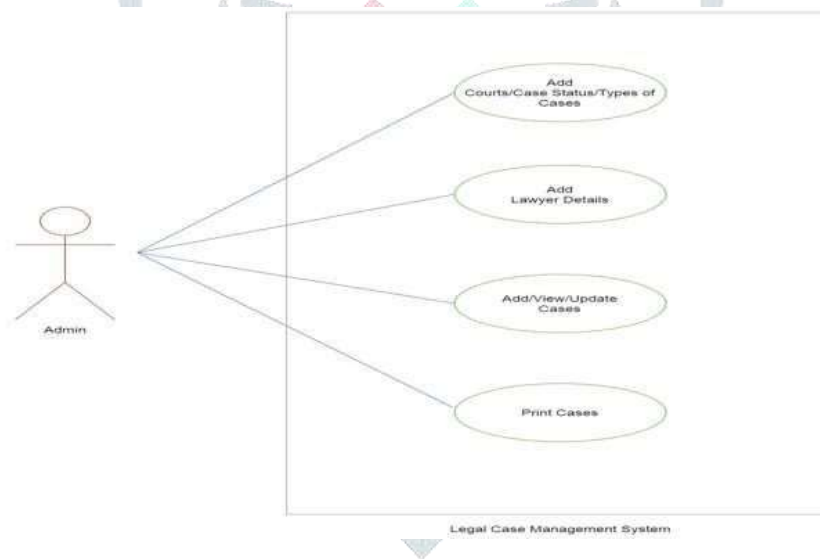 Add
Courts/Case Status/Types of
Cases
Add
Lawyer Details
Add/View/Update
Cases
Print Cases
Admin
Legal Case Management System